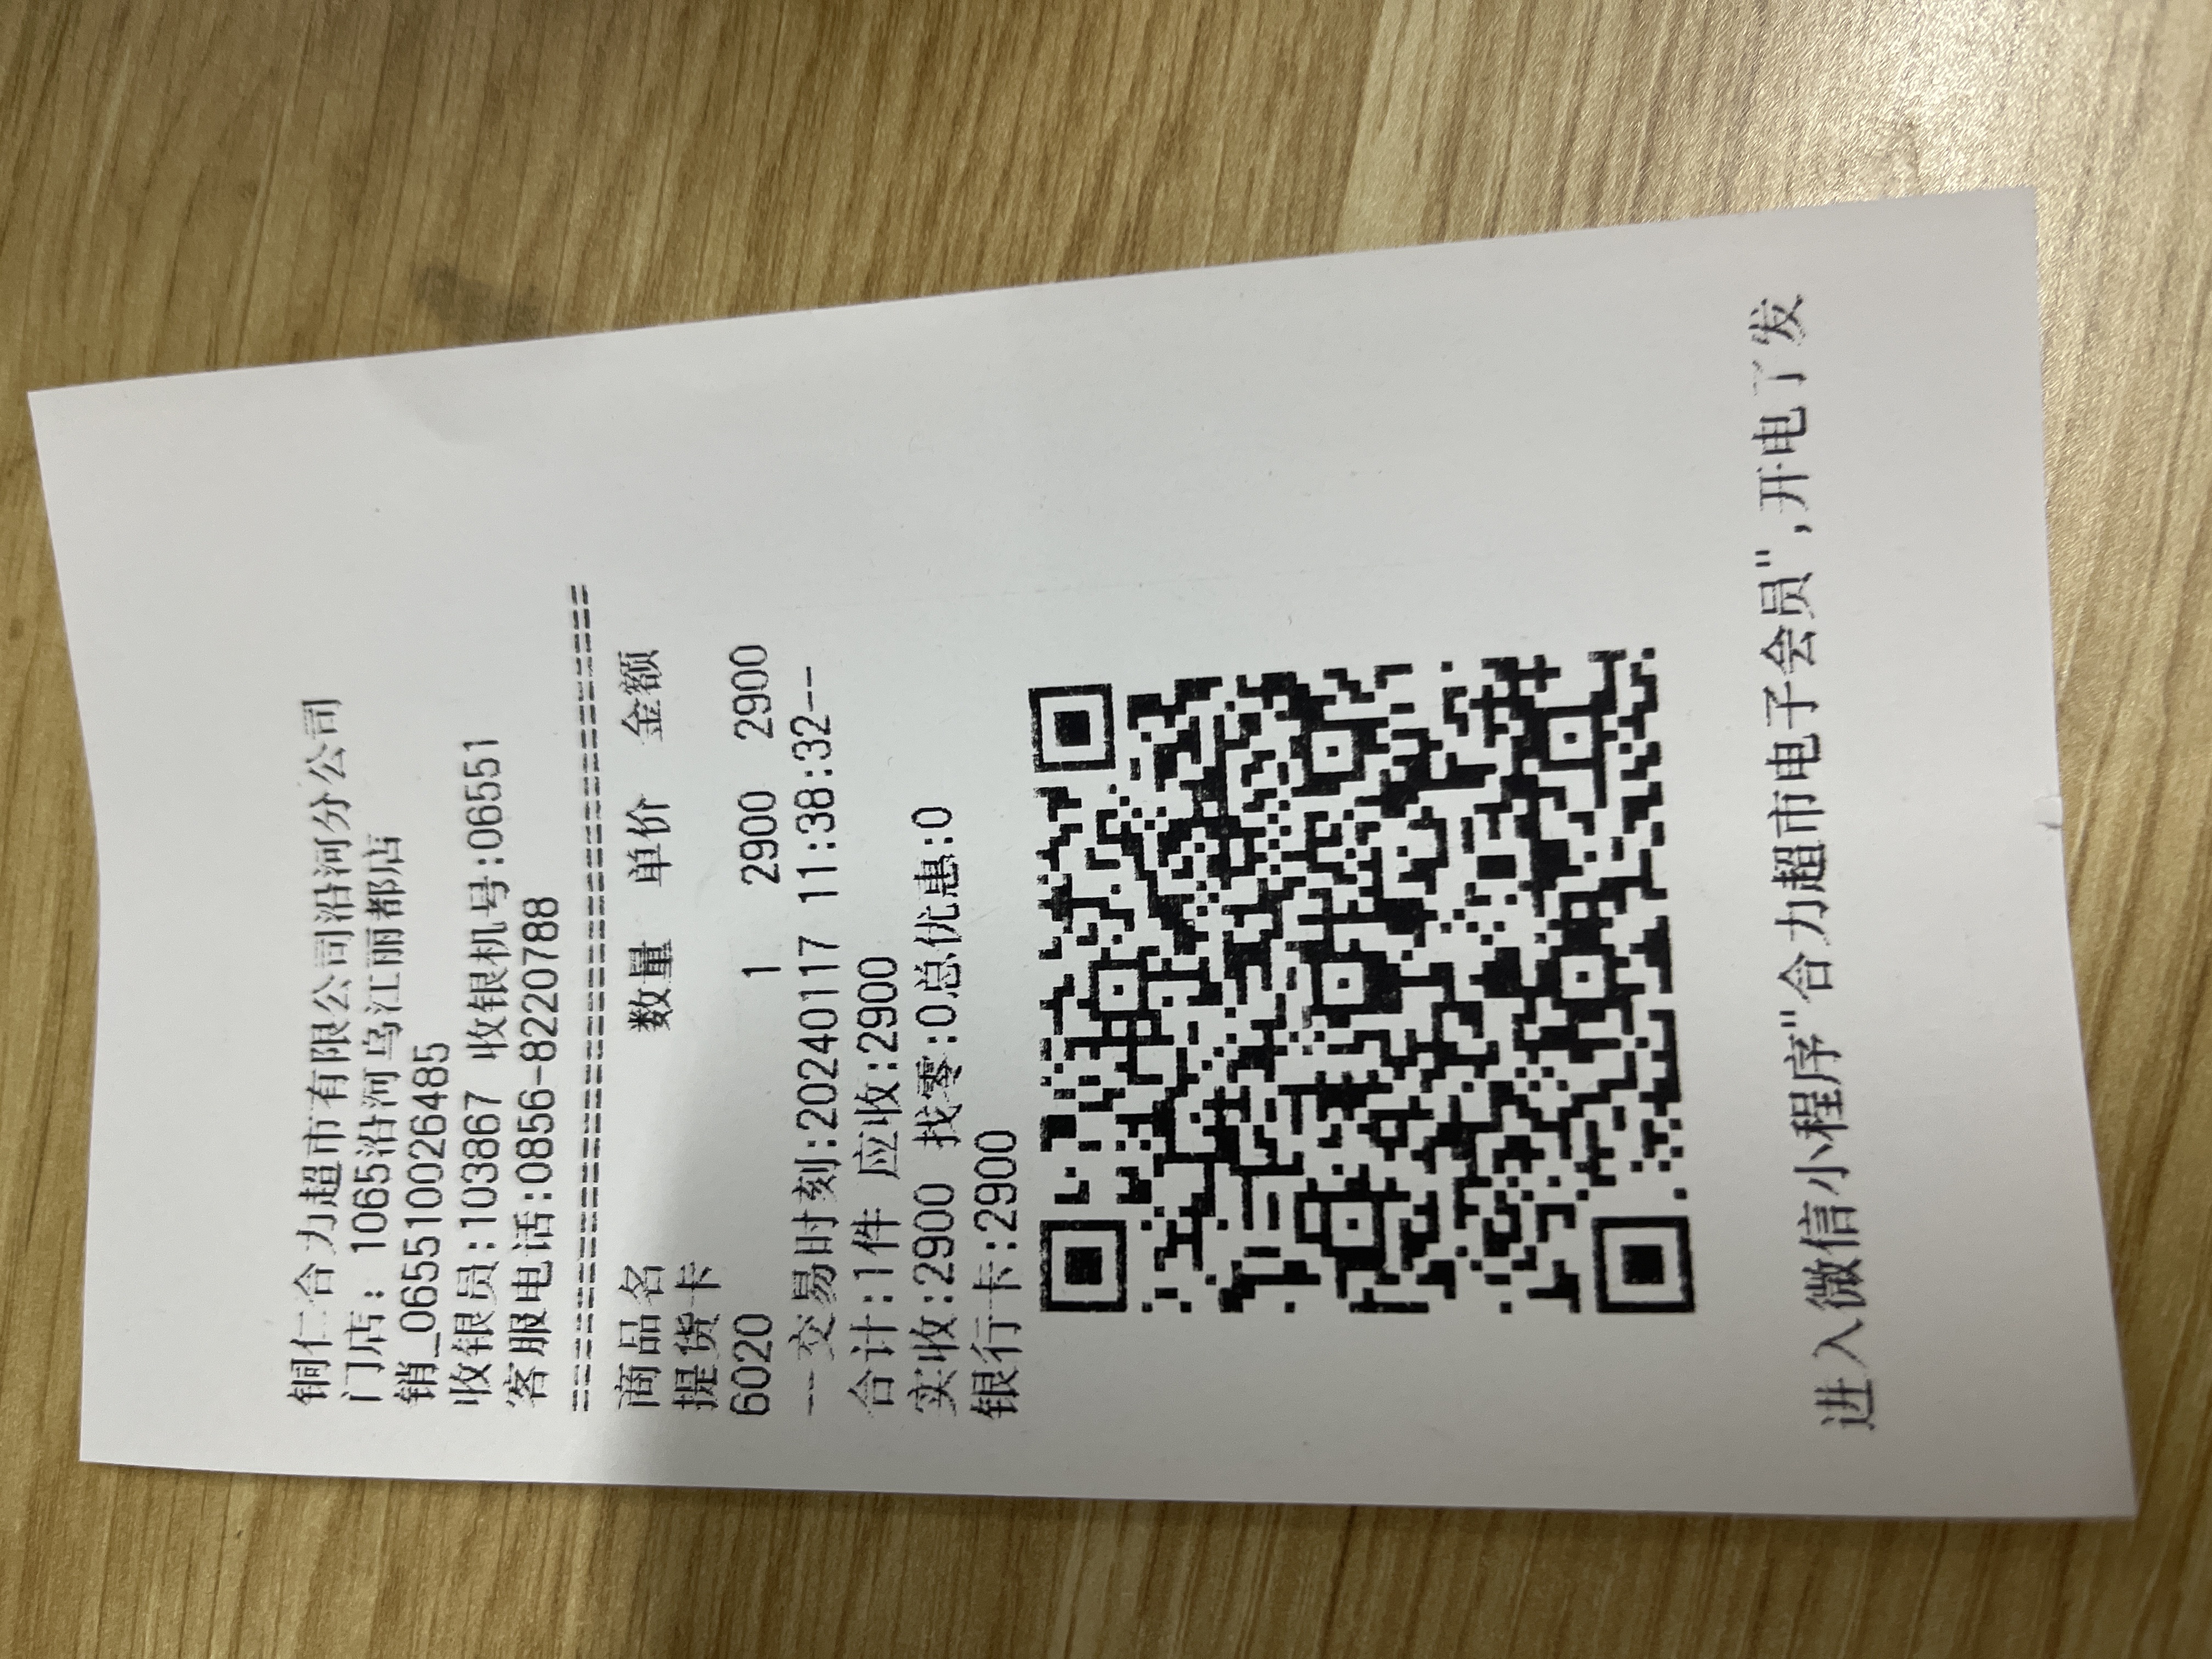 铜仁合力超市有限公司沿河分公司
门店: 1065沿河乌江丽都店
销_065510026485
收银员:103867 收银机号:06551
客服电话:0856-8220788
================================
商品名 数量 单价 金额
提货卡
6020 1 2900 2900
--交易时刻:20240117 11:38:32--
合计:1件 应收:2900
实收:2900 找零:0总优惠:0
银行卡:2900
进入微信小程序"合力超市电子会员",开电子发